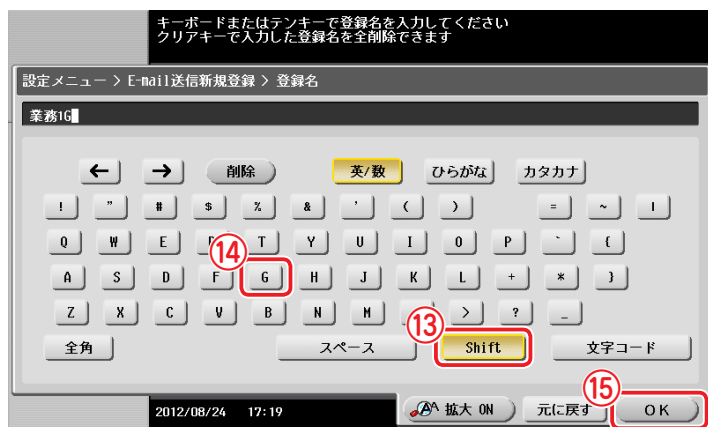 キーボードまたはテンキーで登録名を入力してください
クリアキーで入力した登録名を全削除できます
設定メニュー > E-mail送信新規登録 > 登録名
業務1G
← → 削除 英/数 ひらがな カタカナ
! " # $ % & ' ( ) = ~ |
Q W E T Y U I O P ` {
⑭
A S D F G H J K L + * }
Z X C V B N M > ? _
⑬
全角 スペース Shift 文字コード
⑮
2012/08/24 17:19 拡大 ON 元に戻す OK